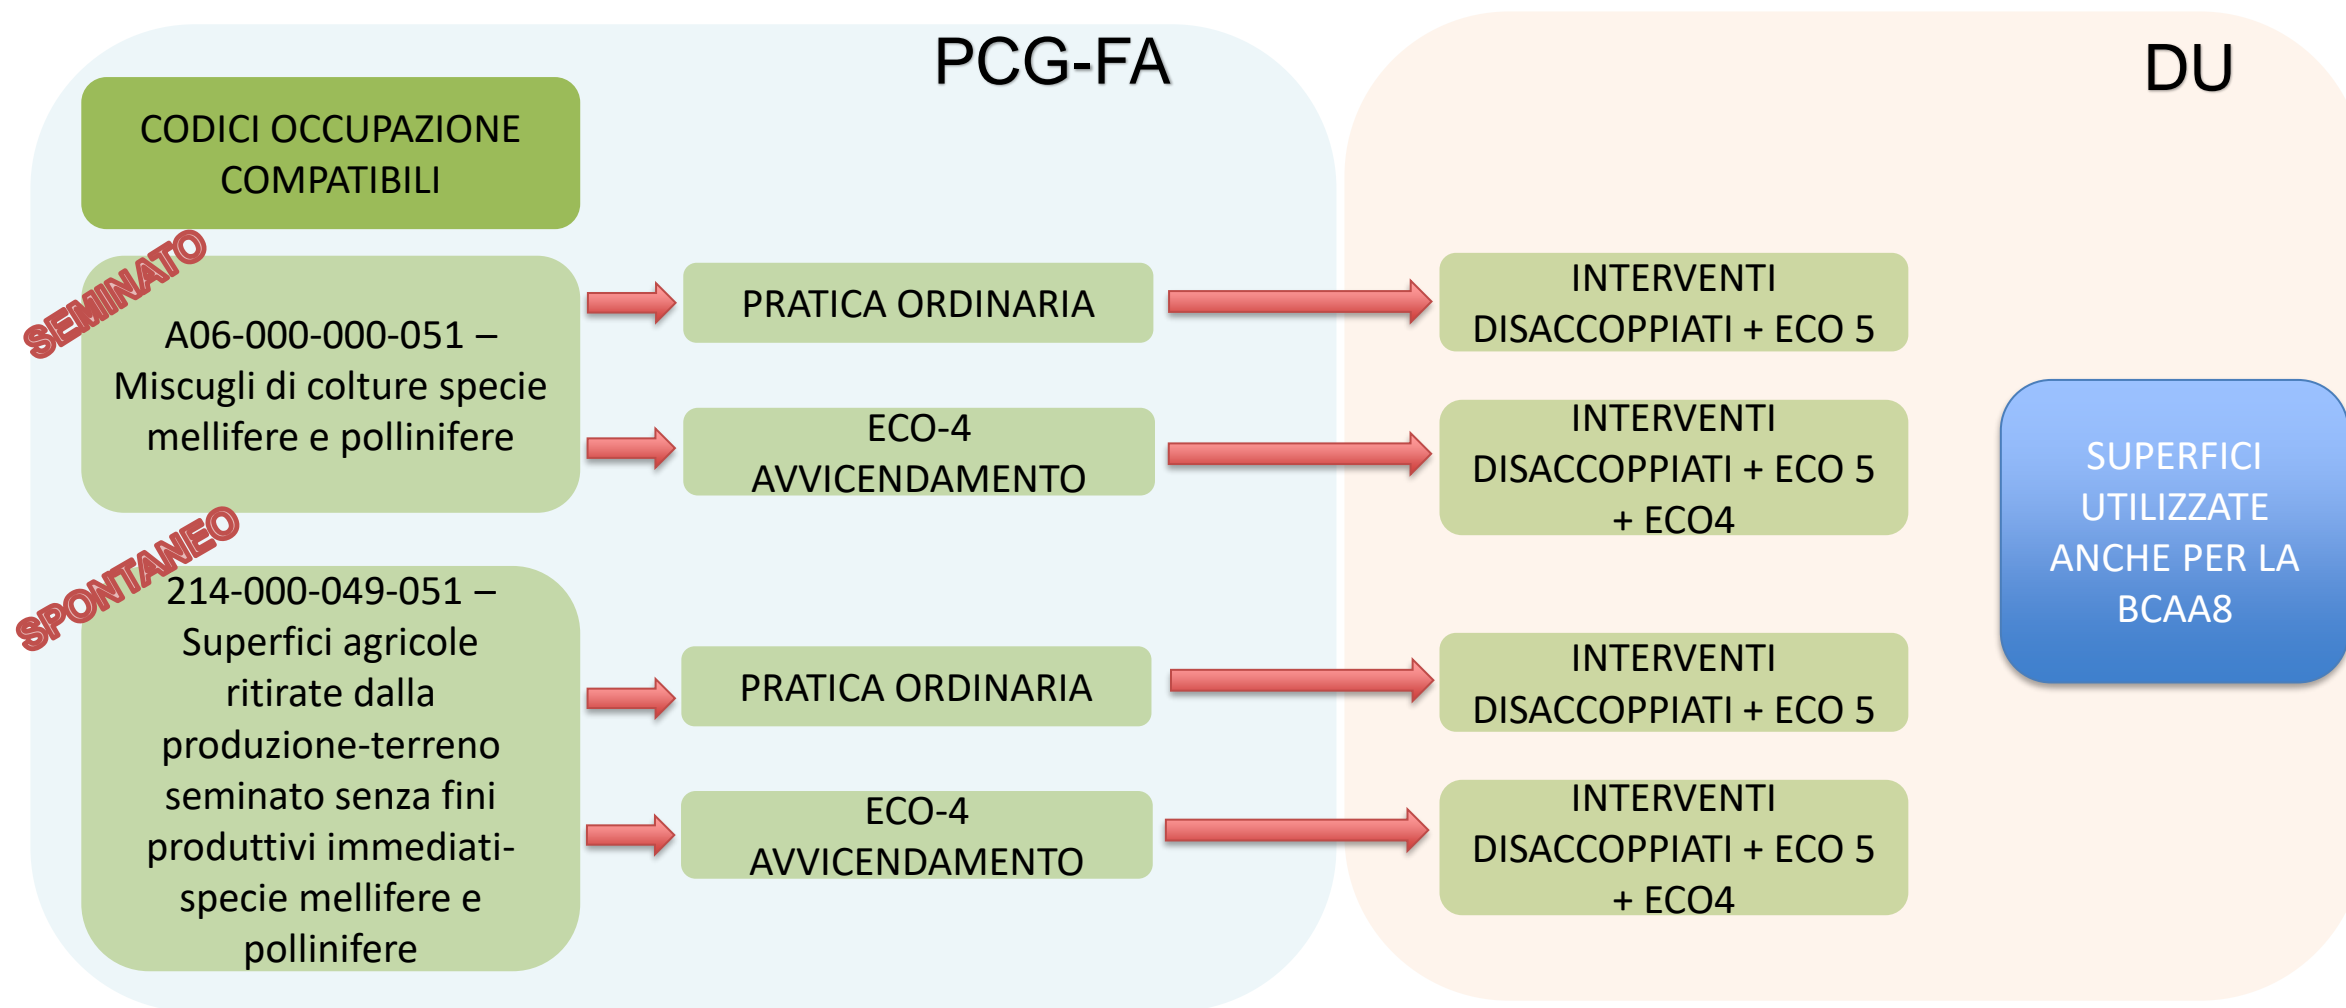 PCG-FA
DU
CODICI OCCUPAZIONE
COMPATIBILI
SEMINATO
A06-000-000-051 –
Miscugli di colture specie
mellifere e pollinifere
PRATICA ORDINARIA
INTERVENTI
DISACCOPPIATI + ECO 5
ECO-4
AVVICENDAMENTO
INTERVENTI
DISACCOPPIATI + ECO 5
+ ECO4
SPONTANEO
214-000-049-051 –
Superfici agricole
ritirate dalla
produzione-terreno
seminato senza fini
produttivi immediati-
specie mellifere e
pollinifere
PRATICA ORDINARIA
INTERVENTI
DISACCOPPIATI + ECO 5
ECO-4
AVVICENDAMENTO
INTERVENTI
DISACCOPPIATI + ECO 5
+ ECO4
SUPERFICI
UTILIZZATE
ANCHE PER LA
BCAA8